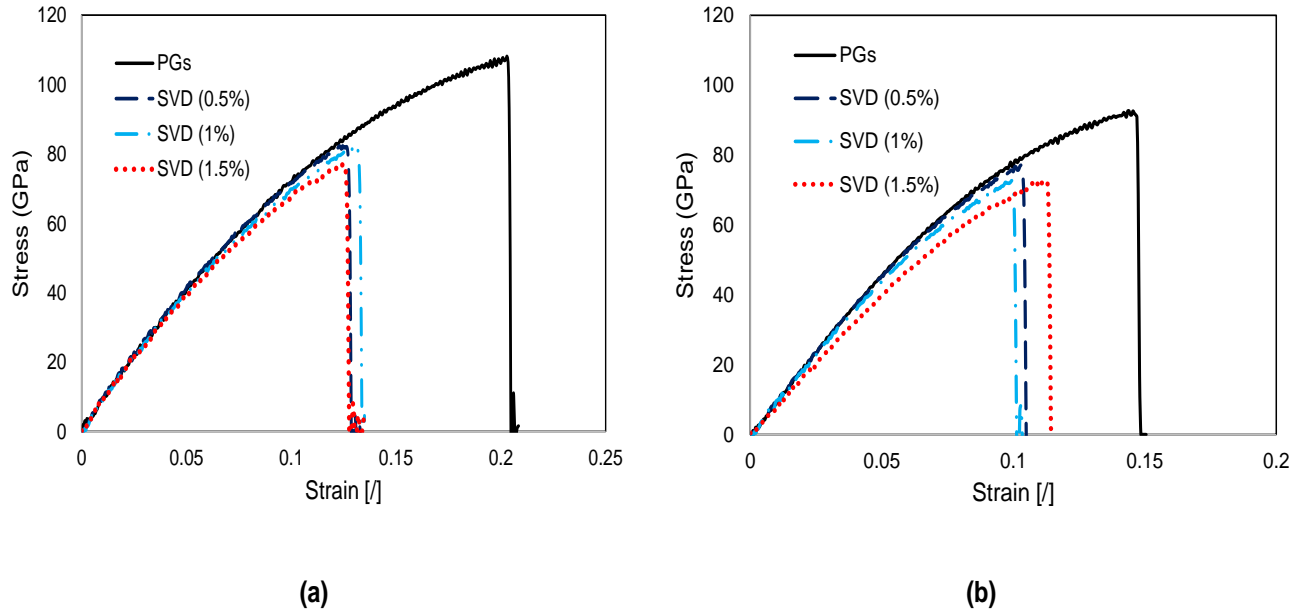 120
100
80
60
40
20
0
Stress (GPa)
PGs
SVD (0.5%)
SVD (1%)
SVD (1.5%)
0
0.05
0.1
0.15
0.2
0.25
Strain [/]
(a)
120
100
80
60
40
20
0
Stress (GPa)
PGs
SVD (0.5%)
SVD (1%)
SVD (1.5%)
0
0.05
0.1
0.15
0.2
Strain [/]
(b)